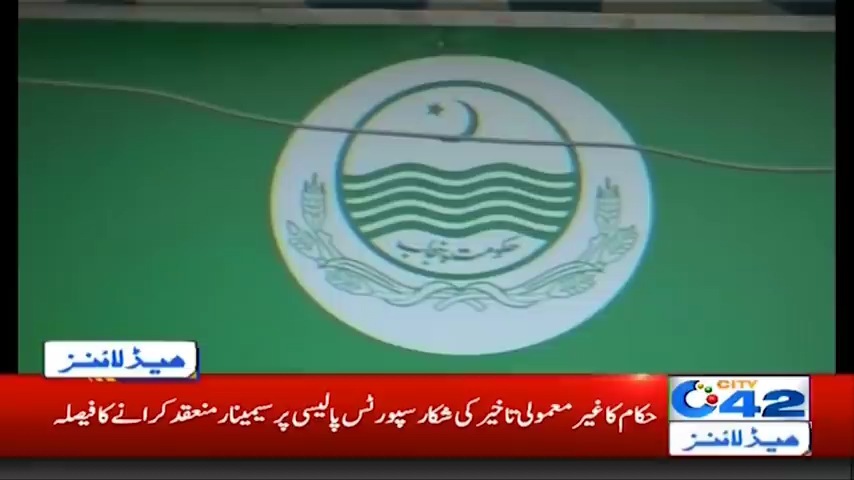 حکومت پنجاب
ہیڈلائنز
حکام کا غیر معمولی تاخیر کی شکار سپورٹس پالیسی پر سیمینار منعقد کرانے کا فیصلہ
CITY
42
ہیڈلائنز